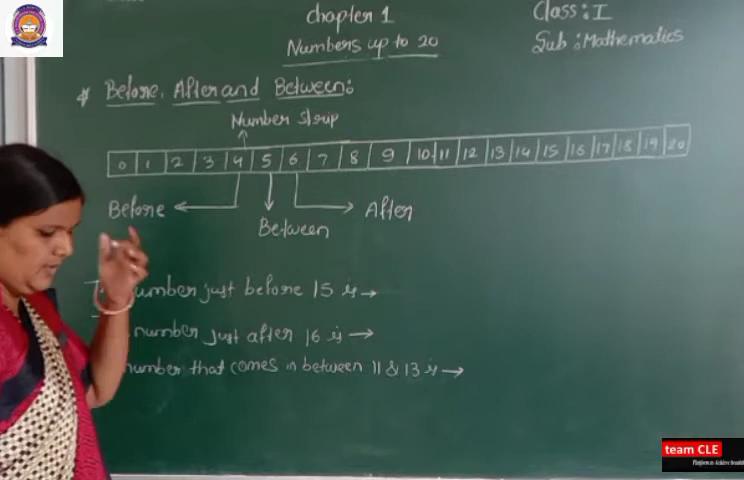 chapter 1
Numbers up to 20
Class: I
Sub: Mathematics
* Before, After and Between:
Number Strip
0 1 2 3 4 5 6 7 8 9 10 11 12 13 14 15 16 17 18 19 20
Before
Between
After
number just before 15 is →
number just after 16 is →
number that comes in between 11 & 13 is →
team CLE